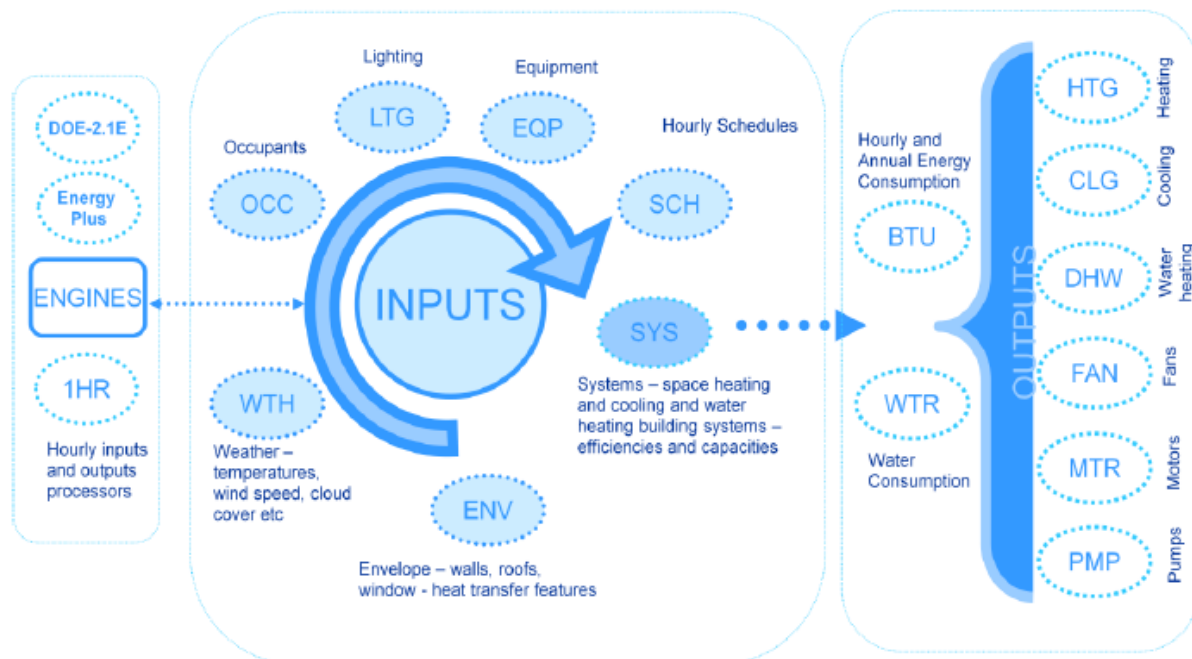 DOE-2.1E
Energy
Plus
ENGINES
1HR
Hourly inputs
and outputs
processors
Lighting
LTG
Equipment
EQP
Hourly Schedules
SCH
Occupants
OCC
INPUTS
SYS
Systems – space heating
and cooling and water
heating building systems –
efficiencies and capacities
WTH
Weather –
temperatures,
wind speed, cloud
cover etc
ENV
Envelope – walls, roofs,
window - heat transfer features
Hourly and
Annual Energy
Consumption
BTU
WTR
Water
Consumption
OUTPUTS
HTG
Heating
CLG
Cooling
DHW
Water
heating
FAN
Fans
MTR
Motors
PMP
Pumps